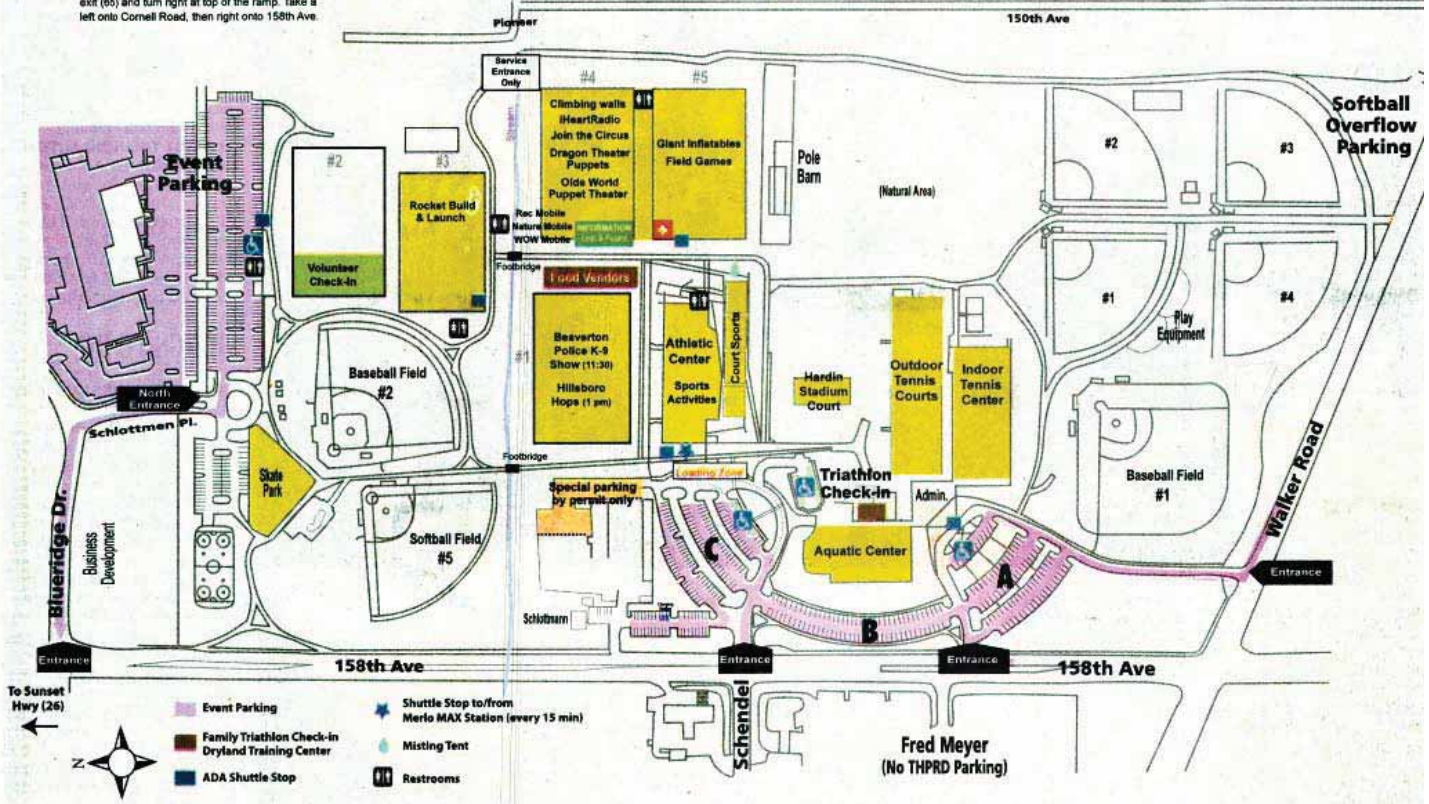 exit (65) and turn right at top of the ramp. Take a
left onto Cornell Road, then right onto 158th Ave.
Pioneer
150th Ave
Service
Entrance
Only
#4
#5
Stream
Climbing walls
iHeartRadio
Join the Circus
Dragon Theater
Puppets
Olde World
Puppet Theater
Giant Inflatables
Field Games
Pole
Barn
(Natural Area)
#2
#3
Softball
Overflow
Parking
Event
Parking
#2
#3
Rocket Build
& Launch
Volunteer
Check-in
Rec Mobile
Nature Mobile
WOW Mobile
INFORMATION
Lost & Found
Footbridge
Food Vendors
#1
Beaverton
Police K-9
Show (11:30)
Hillsboro
Hops (1 pm)
Athletic
Center
Sports
Activities
Court Sports
Hardin
Stadium
Court
Outdoor
Tennis
Courts
Indoor
Tennis
Center
#1
#4
Play
Equipment
Baseball Field
#2
North
Entrance
Schlottmen Pl.
Skate
Park
Footbridge
Loading Zone
Special parking
by permit only
Triathlon
Check-in
Admin.
Baseball Field
#1
Walker Road
Entrance
Blueridge Dr.
Business
Development
Softball Field
#5
C
Aquatic Center
A
B
Schlottmann
Entrance
158th Ave
Entrance
Entrance
158th Ave
To Sunset
Hwy (26)
Event Parking
Family Triathlon Check-in
Dryland Training Center
ADA Shuttle Stop
Shuttle Stop to/from
Merlo MAX Station (every 15 min)
Misting Tent
Restrooms
N
Schendel
Fred Meyer
(No THPRD Parking)